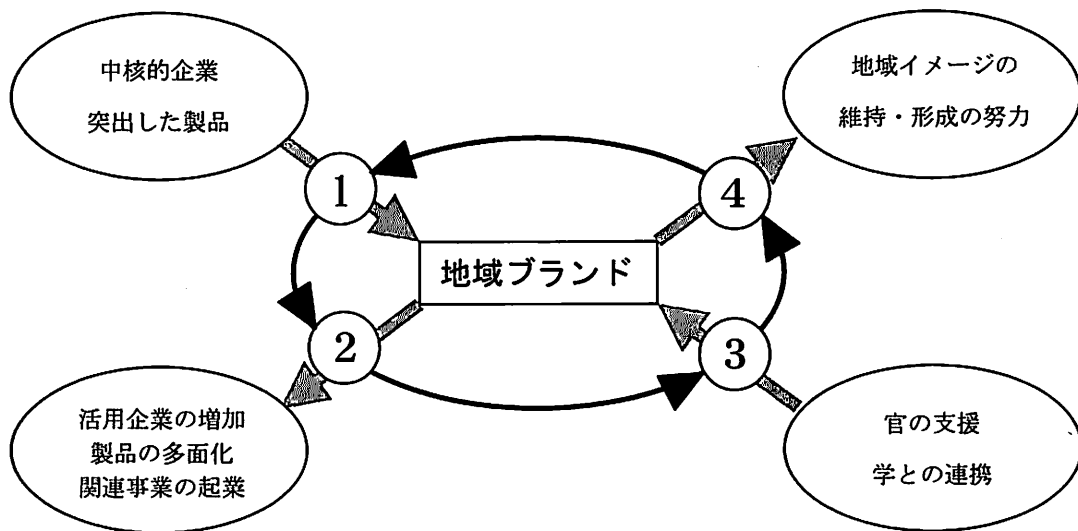 中核的企業
突出した製品
地域イメージの
維持・形成の努力
1
4
地域ブランド
2
3
活用企業の増加
製品の多面化
関連事業の起業
官の支援
学との連携